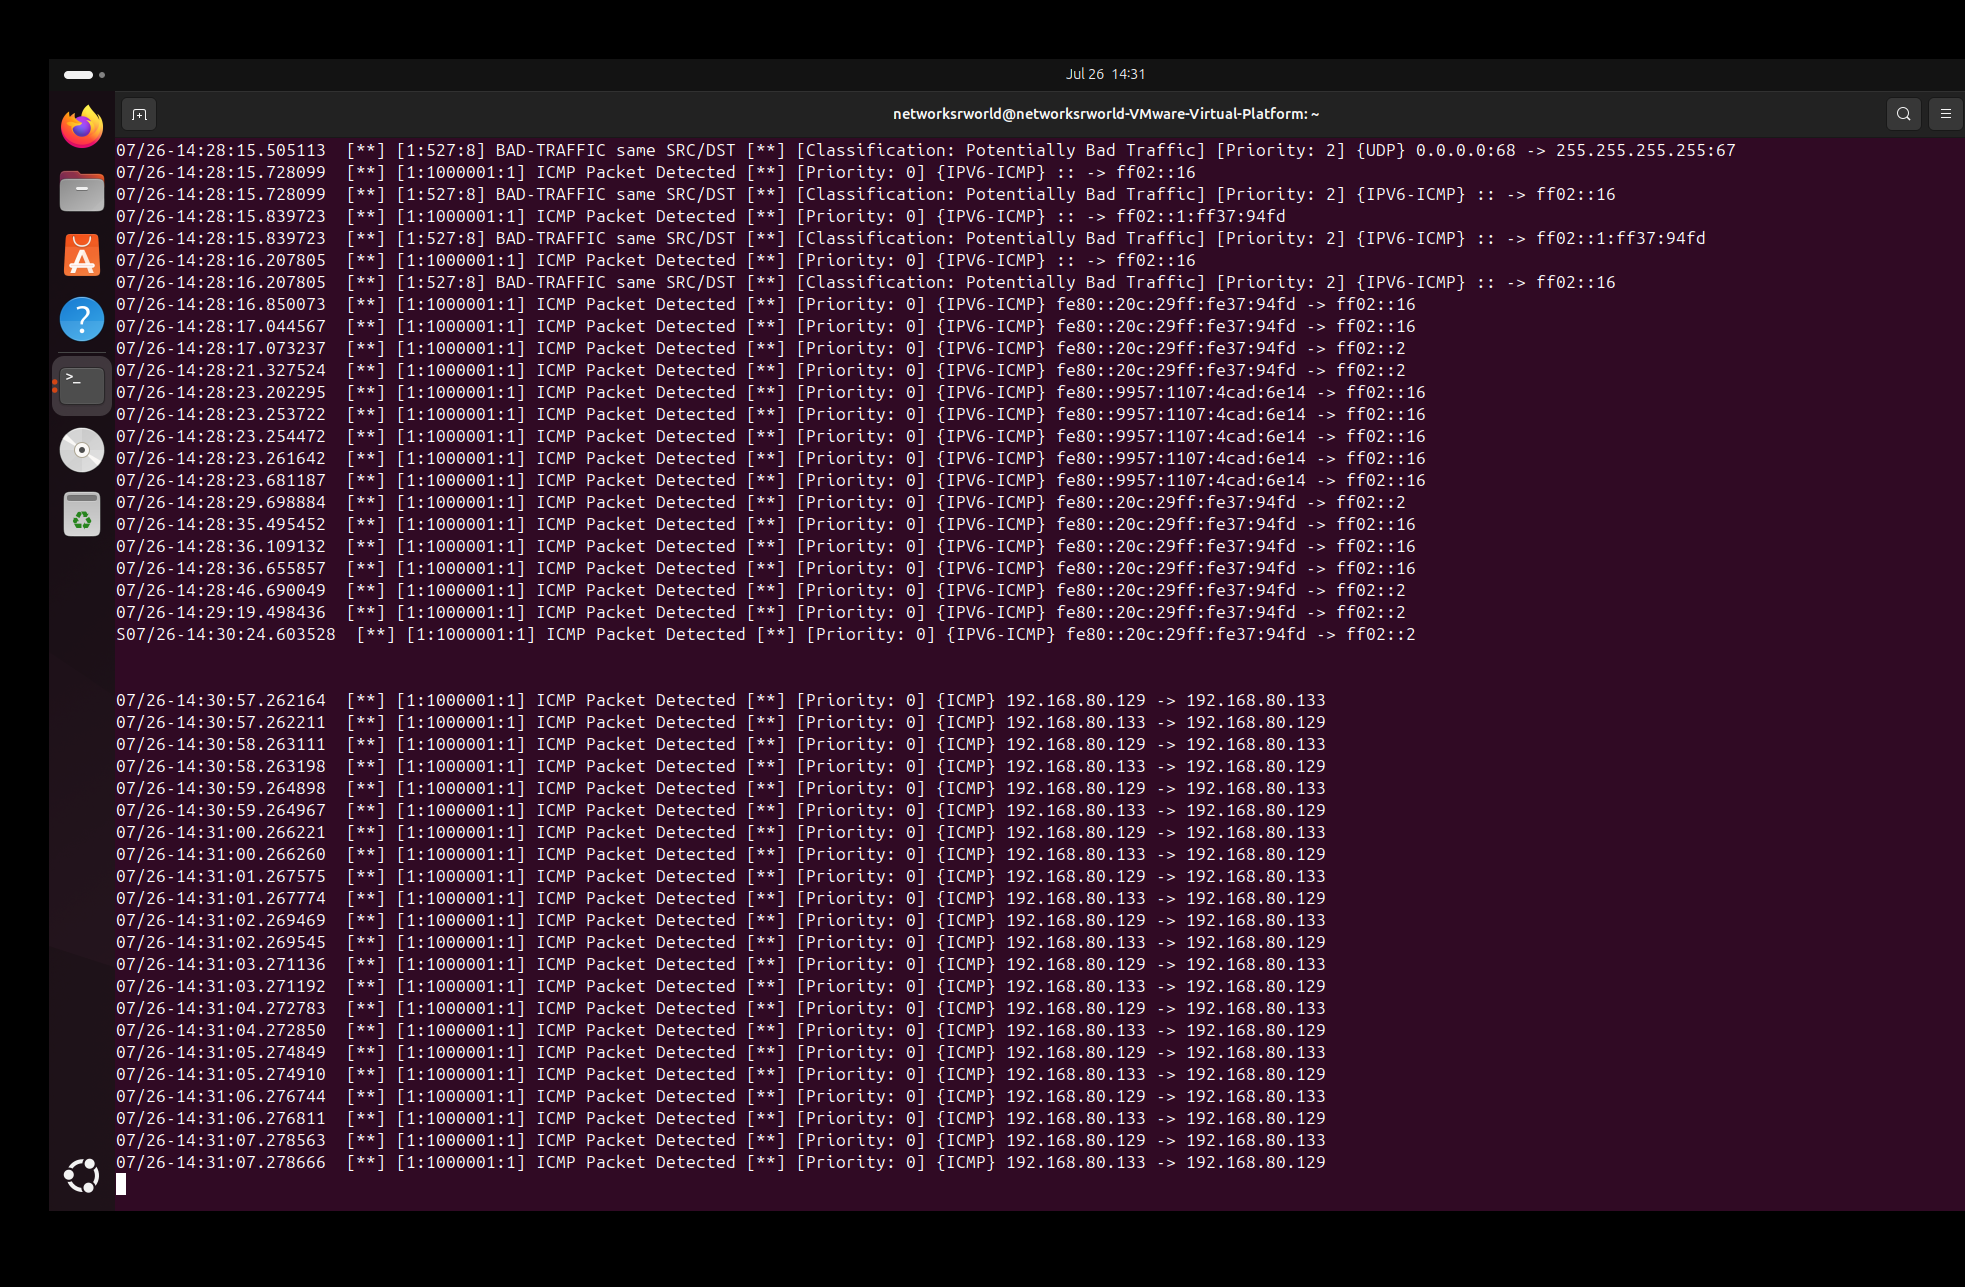 Jul 26 14:31
networksrworld@networksrworld-VMware-Virtual-Platform: ~
07/26-14:28:15.505113  [**] [1:527:8] BAD-TRAFFIC same SRC/DST [**] [Classification: Potentially Bad Traffic] [Priority: 2] {UDP} 0.0.0.0:68 -> 255.255.255.255:67
07/26-14:28:15.728099  [**] [1:1000001:1] ICMP Packet Detected [**] [Priority: 0] {IPV6-ICMP} :: -> ff02::16
07/26-14:28:15.728099  [**] [1:527:8] BAD-TRAFFIC same SRC/DST [**] [Classification: Potentially Bad Traffic] [Priority: 2] {IPV6-ICMP} :: -> ff02::16
07/26-14:28:15.839723  [**] [1:1000001:1] ICMP Packet Detected [**] [Priority: 0] {IPV6-ICMP} :: -> ff02::1:ff37:94fd
07/26-14:28:15.839723  [**] [1:527:8] BAD-TRAFFIC same SRC/DST [**] [Classification: Potentially Bad Traffic] [Priority: 2] {IPV6-ICMP} :: -> ff02::1:ff37:94fd
07/26-14:28:16.207805  [**] [1:1000001:1] ICMP Packet Detected [**] [Priority: 0] {IPV6-ICMP} :: -> ff02::16
07/26-14:28:16.207805  [**] [1:527:8] BAD-TRAFFIC same SRC/DST [**] [Classification: Potentially Bad Traffic] [Priority: 2] {IPV6-ICMP} :: -> ff02::16
07/26-14:28:16.850073  [**] [1:1000001:1] ICMP Packet Detected [**] [Priority: 0] {IPV6-ICMP} fe80::20c:29ff:fe37:94fd -> ff02::16
07/26-14:28:17.044567  [**] [1:1000001:1] ICMP Packet Detected [**] [Priority: 0] {IPV6-ICMP} fe80::20c:29ff:fe37:94fd -> ff02::16
07/26-14:28:17.073237  [**] [1:1000001:1] ICMP Packet Detected [**] [Priority: 0] {IPV6-ICMP} fe80::20c:29ff:fe37:94fd -> ff02::2
07/26-14:28:21.327524  [**] [1:1000001:1] ICMP Packet Detected [**] [Priority: 0] {IPV6-ICMP} fe80::20c:29ff:fe37:94fd -> ff02::2
07/26-14:28:23.202295  [**] [1:1000001:1] ICMP Packet Detected [**] [Priority: 0] {IPV6-ICMP} fe80::9957:1107:4cad:6e14 -> ff02::16
07/26-14:28:23.253722  [**] [1:1000001:1] ICMP Packet Detected [**] [Priority: 0] {IPV6-ICMP} fe80::9957:1107:4cad:6e14 -> ff02::16
07/26-14:28:23.254472  [**] [1:1000001:1] ICMP Packet Detected [**] [Priority: 0] {IPV6-ICMP} fe80::9957:1107:4cad:6e14 -> ff02::16
07/26-14:28:23.261642  [**] [1:1000001:1] ICMP Packet Detected [**] [Priority: 0] {IPV6-ICMP} fe80::9957:1107:4cad:6e14 -> ff02::16
07/26-14:28:23.681187  [**] [1:1000001:1] ICMP Packet Detected [**] [Priority: 0] {IPV6-ICMP} fe80::9957:1107:4cad:6e14 -> ff02::16
07/26-14:28:29.698884  [**] [1:1000001:1] ICMP Packet Detected [**] [Priority: 0] {IPV6-ICMP} fe80::20c:29ff:fe37:94fd -> ff02::2
07/26-14:28:35.495452  [**] [1:1000001:1] ICMP Packet Detected [**] [Priority: 0] {IPV6-ICMP} fe80::20c:29ff:fe37:94fd -> ff02::16
07/26-14:28:36.109132  [**] [1:1000001:1] ICMP Packet Detected [**] [Priority: 0] {IPV6-ICMP} fe80::20c:29ff:fe37:94fd -> ff02::16
07/26-14:28:36.655857  [**] [1:1000001:1] ICMP Packet Detected [**] [Priority: 0] {IPV6-ICMP} fe80::20c:29ff:fe37:94fd -> ff02::16
07/26-14:28:46.690049  [**] [1:1000001:1] ICMP Packet Detected [**] [Priority: 0] {IPV6-ICMP} fe80::20c:29ff:fe37:94fd -> ff02::2
07/26-14:29:19.498436  [**] [1:1000001:1] ICMP Packet Detected [**] [Priority: 0] {IPV6-ICMP} fe80::20c:29ff:fe37:94fd -> ff02::2
S07/26-14:30:24.603528  [**] [1:1000001:1] ICMP Packet Detected [**] [Priority: 0] {IPV6-ICMP} fe80::20c:29ff:fe37:94fd -> ff02::2
07/26-14:30:57.262164  [**] [1:1000001:1] ICMP Packet Detected [**] [Priority: 0] {ICMP} 192.168.80.129 -> 192.168.80.133
07/26-14:30:57.262211  [**] [1:1000001:1] ICMP Packet Detected [**] [Priority: 0] {ICMP} 192.168.80.133 -> 192.168.80.129
07/26-14:30:58.263111  [**] [1:1000001:1] ICMP Packet Detected [**] [Priority: 0] {ICMP} 192.168.80.129 -> 192.168.80.133
07/26-14:30:58.263198  [**] [1:1000001:1] ICMP Packet Detected [**] [Priority: 0] {ICMP} 192.168.80.133 -> 192.168.80.129
07/26-14:30:59.264898  [**] [1:1000001:1] ICMP Packet Detected [**] [Priority: 0] {ICMP} 192.168.80.129 -> 192.168.80.133
07/26-14:30:59.264967  [**] [1:1000001:1] ICMP Packet Detected [**] [Priority: 0] {ICMP} 192.168.80.133 -> 192.168.80.129
07/26-14:31:00.266221  [**] [1:1000001:1] ICMP Packet Detected [**] [Priority: 0] {ICMP} 192.168.80.129 -> 192.168.80.133
07/26-14:31:00.266260  [**] [1:1000001:1] ICMP Packet Detected [**] [Priority: 0] {ICMP} 192.168.80.133 -> 192.168.80.129
07/26-14:31:01.267575  [**] [1:1000001:1] ICMP Packet Detected [**] [Priority: 0] {ICMP} 192.168.80.129 -> 192.168.80.133
07/26-14:31:01.267774  [**] [1:1000001:1] ICMP Packet Detected [**] [Priority: 0] {ICMP} 192.168.80.133 -> 192.168.80.129
07/26-14:31:02.269469  [**] [1:1000001:1] ICMP Packet Detected [**] [Priority: 0] {ICMP} 192.168.80.129 -> 192.168.80.133
07/26-14:31:02.269545  [**] [1:1000001:1] ICMP Packet Detected [**] [Priority: 0] {ICMP} 192.168.80.133 -> 192.168.80.129
07/26-14:31:03.271136  [**] [1:1000001:1] ICMP Packet Detected [**] [Priority: 0] {ICMP} 192.168.80.129 -> 192.168.80.133
07/26-14:31:03.271192  [**] [1:1000001:1] ICMP Packet Detected [**] [Priority: 0] {ICMP} 192.168.80.133 -> 192.168.80.129
07/26-14:31:04.272783  [**] [1:1000001:1] ICMP Packet Detected [**] [Priority: 0] {ICMP} 192.168.80.129 -> 192.168.80.133
07/26-14:31:04.272850  [**] [1:1000001:1] ICMP Packet Detected [**] [Priority: 0] {ICMP} 192.168.80.133 -> 192.168.80.129
07/26-14:31:05.274849  [**] [1:1000001:1] ICMP Packet Detected [**] [Priority: 0] {ICMP} 192.168.80.129 -> 192.168.80.133
07/26-14:31:05.274910  [**] [1:1000001:1] ICMP Packet Detected [**] [Priority: 0] {ICMP} 192.168.80.133 -> 192.168.80.129
07/26-14:31:06.276744  [**] [1:1000001:1] ICMP Packet Detected [**] [Priority: 0] {ICMP} 192.168.80.129 -> 192.168.80.133
07/26-14:31:06.276811  [**] [1:1000001:1] ICMP Packet Detected [**] [Priority: 0] {ICMP} 192.168.80.133 -> 192.168.80.129
07/26-14:31:07.278563  [**] [1:1000001:1] ICMP Packet Detected [**] [Priority: 0] {ICMP} 192.168.80.129 -> 192.168.80.133
07/26-14:31:07.278666  [**] [1:1000001:1] ICMP Packet Detected [**] [Priority: 0] {ICMP} 192.168.80.133 -> 192.168.80.129